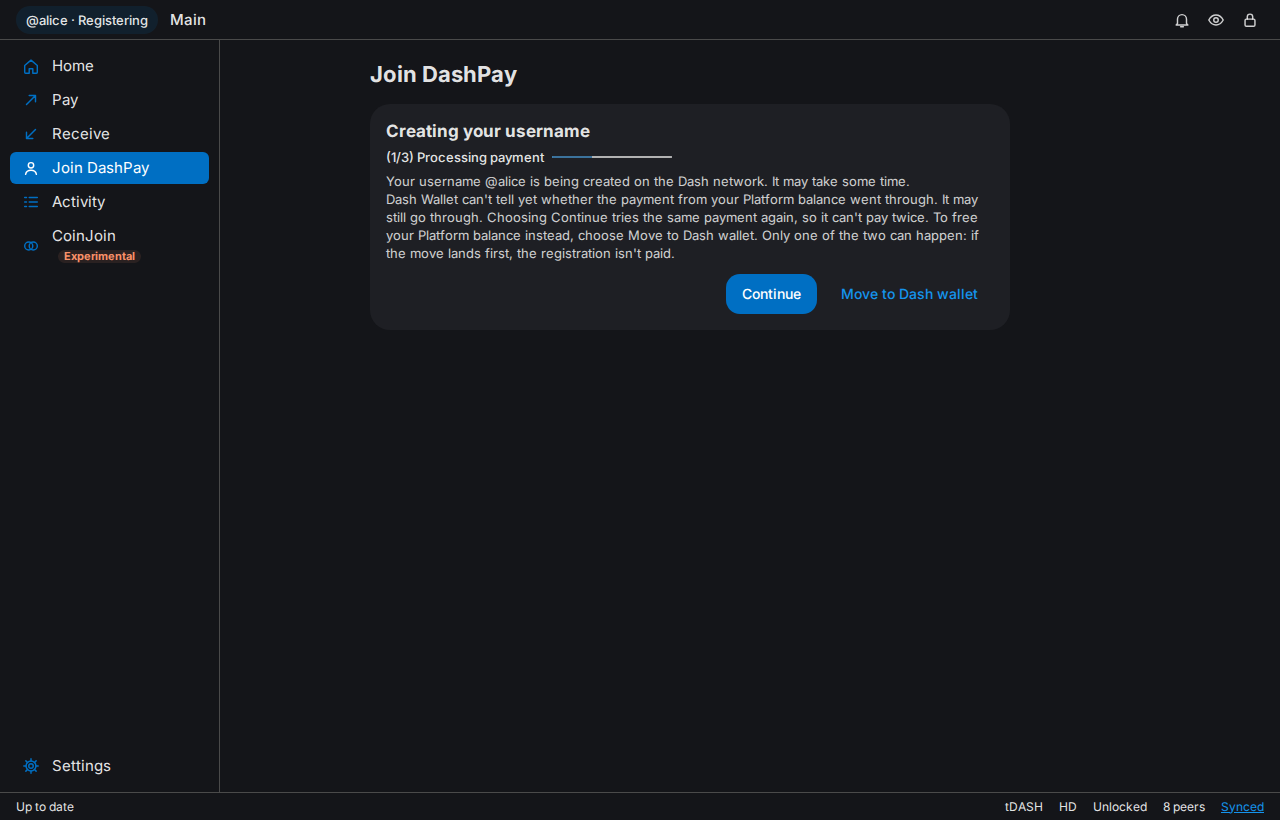 @alice · Registering Main
Home
Pay
Receive
Join DashPay
Activity
CoinJoin
Experimental
Settings
Join DashPay
Creating your username
(1/3) Processing payment
Your username @alice is being created on the Dash network. It may take some time.
Dash Wallet can't tell yet whether the payment from your Platform balance went through. It may
still go through. Choosing Continue tries the same payment again, so it can't pay twice. To free
your Platform balance instead, choose Move to Dash wallet. Only one of the two can happen: if
the move lands first, the registration isn't paid.
Continue Move to Dash wallet
Up to date tDASH HD Unlocked 8 peers Synced